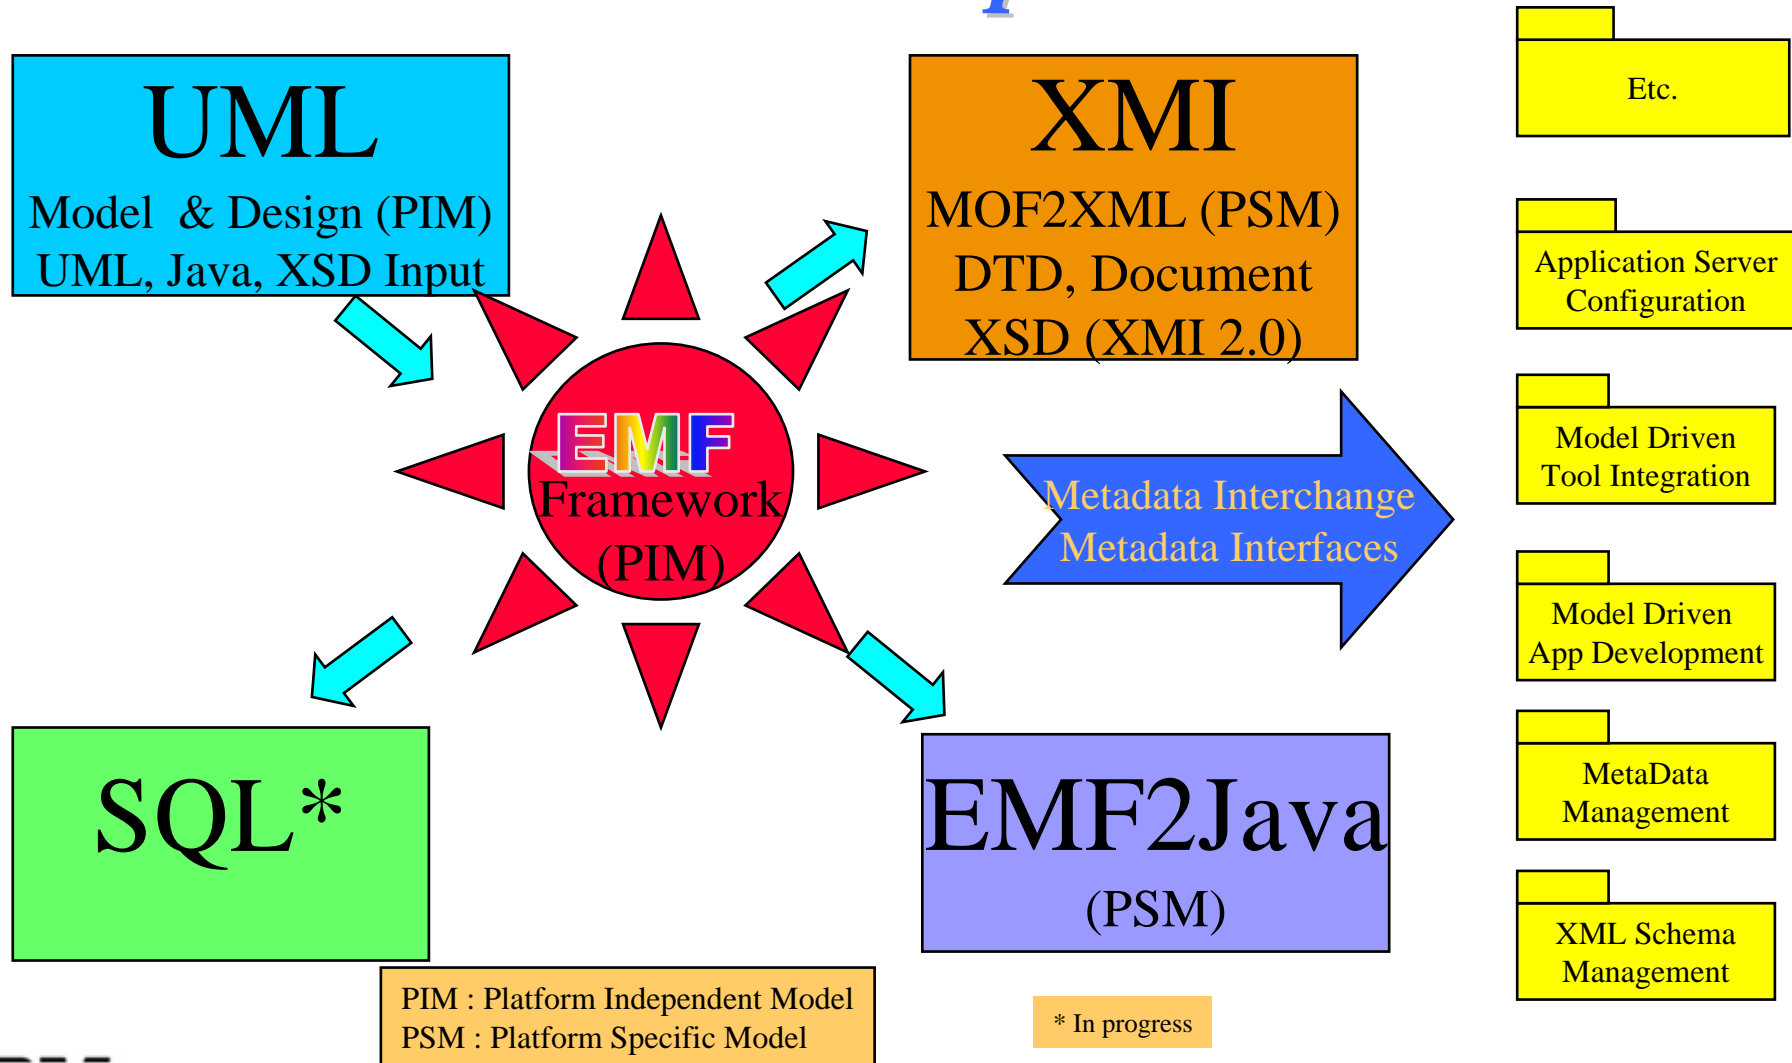 UML
Model & Design (PIM)
UML, Java, XSD Input
XMI
MOF2XML (PSM)
DTD, Document
XSD (XMI 2.0)
EMF
Framework
(PIM)
Metadata Interchange
Metadata Interfaces
SQL*
EMF2Java
(PSM)
PIM : Platform Independent Model
PSM : Platform Specific Model
* In progress
Etc.
Application Server
Configuration
Model Driven
Tool Integration
Model Driven
App Development
MetaData
Management
XML Schema
Management